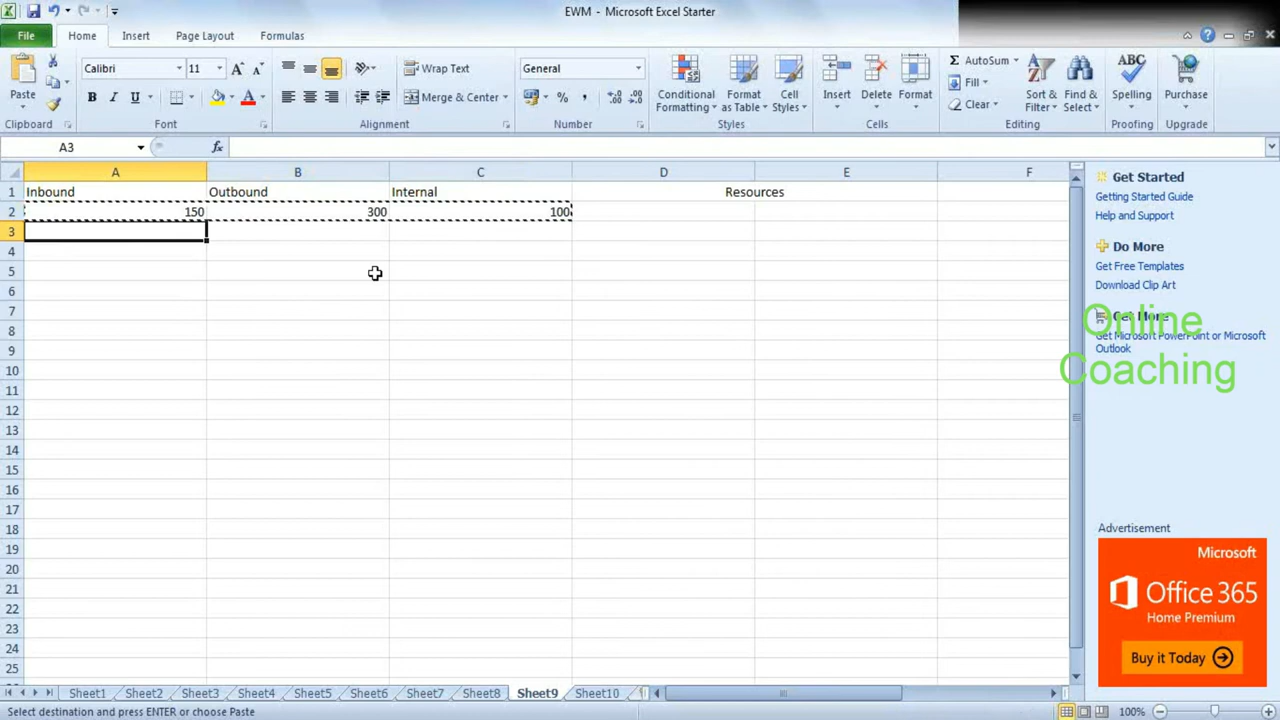 EWM - Microsoft Excel Starter
File Home Insert Page Layout Formulas
Calibri 11 Wrap Text General AutoSum
Paste Fill
B I U Merge & Center % , Clear
Conditional Formatting Format as Table Cell Styles Insert Delete Format Sort & Filter Find & Select Spelling Purchase
Clipboard Font Alignment Number Styles Cells Editing Proofing Upgrade
A3 fx
A B C D E F
1 Inbound Outbound Internal Resources
2 150 300 100
3
4
5
6
7
8
9
10
11
12
13
14
15
16
17
18
19
20
21
22
23
24
25
Get Started
Getting Started Guide
Help and Support
Do More
Get Free Templates
Download Clip Art
Get More
Get Microsoft PowerPoint or Microsoft
Outlook
Online
Coaching
Advertisement
Microsoft
Office 365
Home Premium
Buy it Today
Sheet1 Sheet2 Sheet3 Sheet4 Sheet5 Sheet6 Sheet7 Sheet8 Sheet9 Sheet10
Select destination and press ENTER or choose Paste 100%